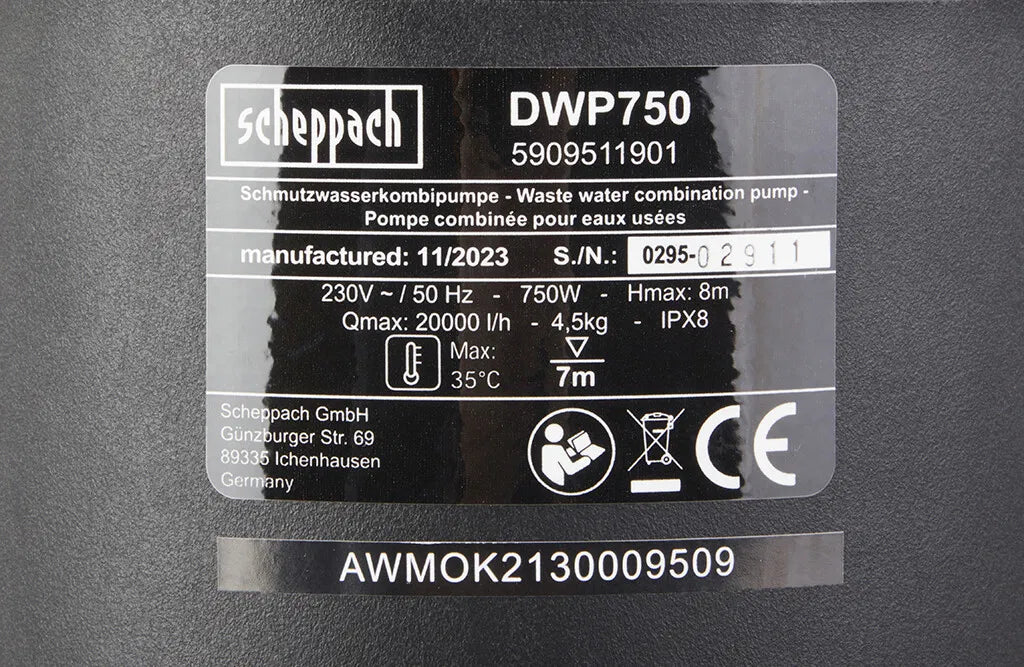 scheppach
DWP750
5909511901
Schmutzwasserkombipumpe - Waste water combination pump -
Pompe combinée pour eaux usées
manufactured: 11/2023 S./N.: 0295-02911
230V ~ / 50 Hz - 750W - Hmax: 8m
Qmax: 20000 l/h - 4,5kg - IPX8
Max:
35°C
7m
Scheppach GmbH
Günzburger Str. 69
89335 Ichenhausen
Germany
CE
AWMOK2130009509